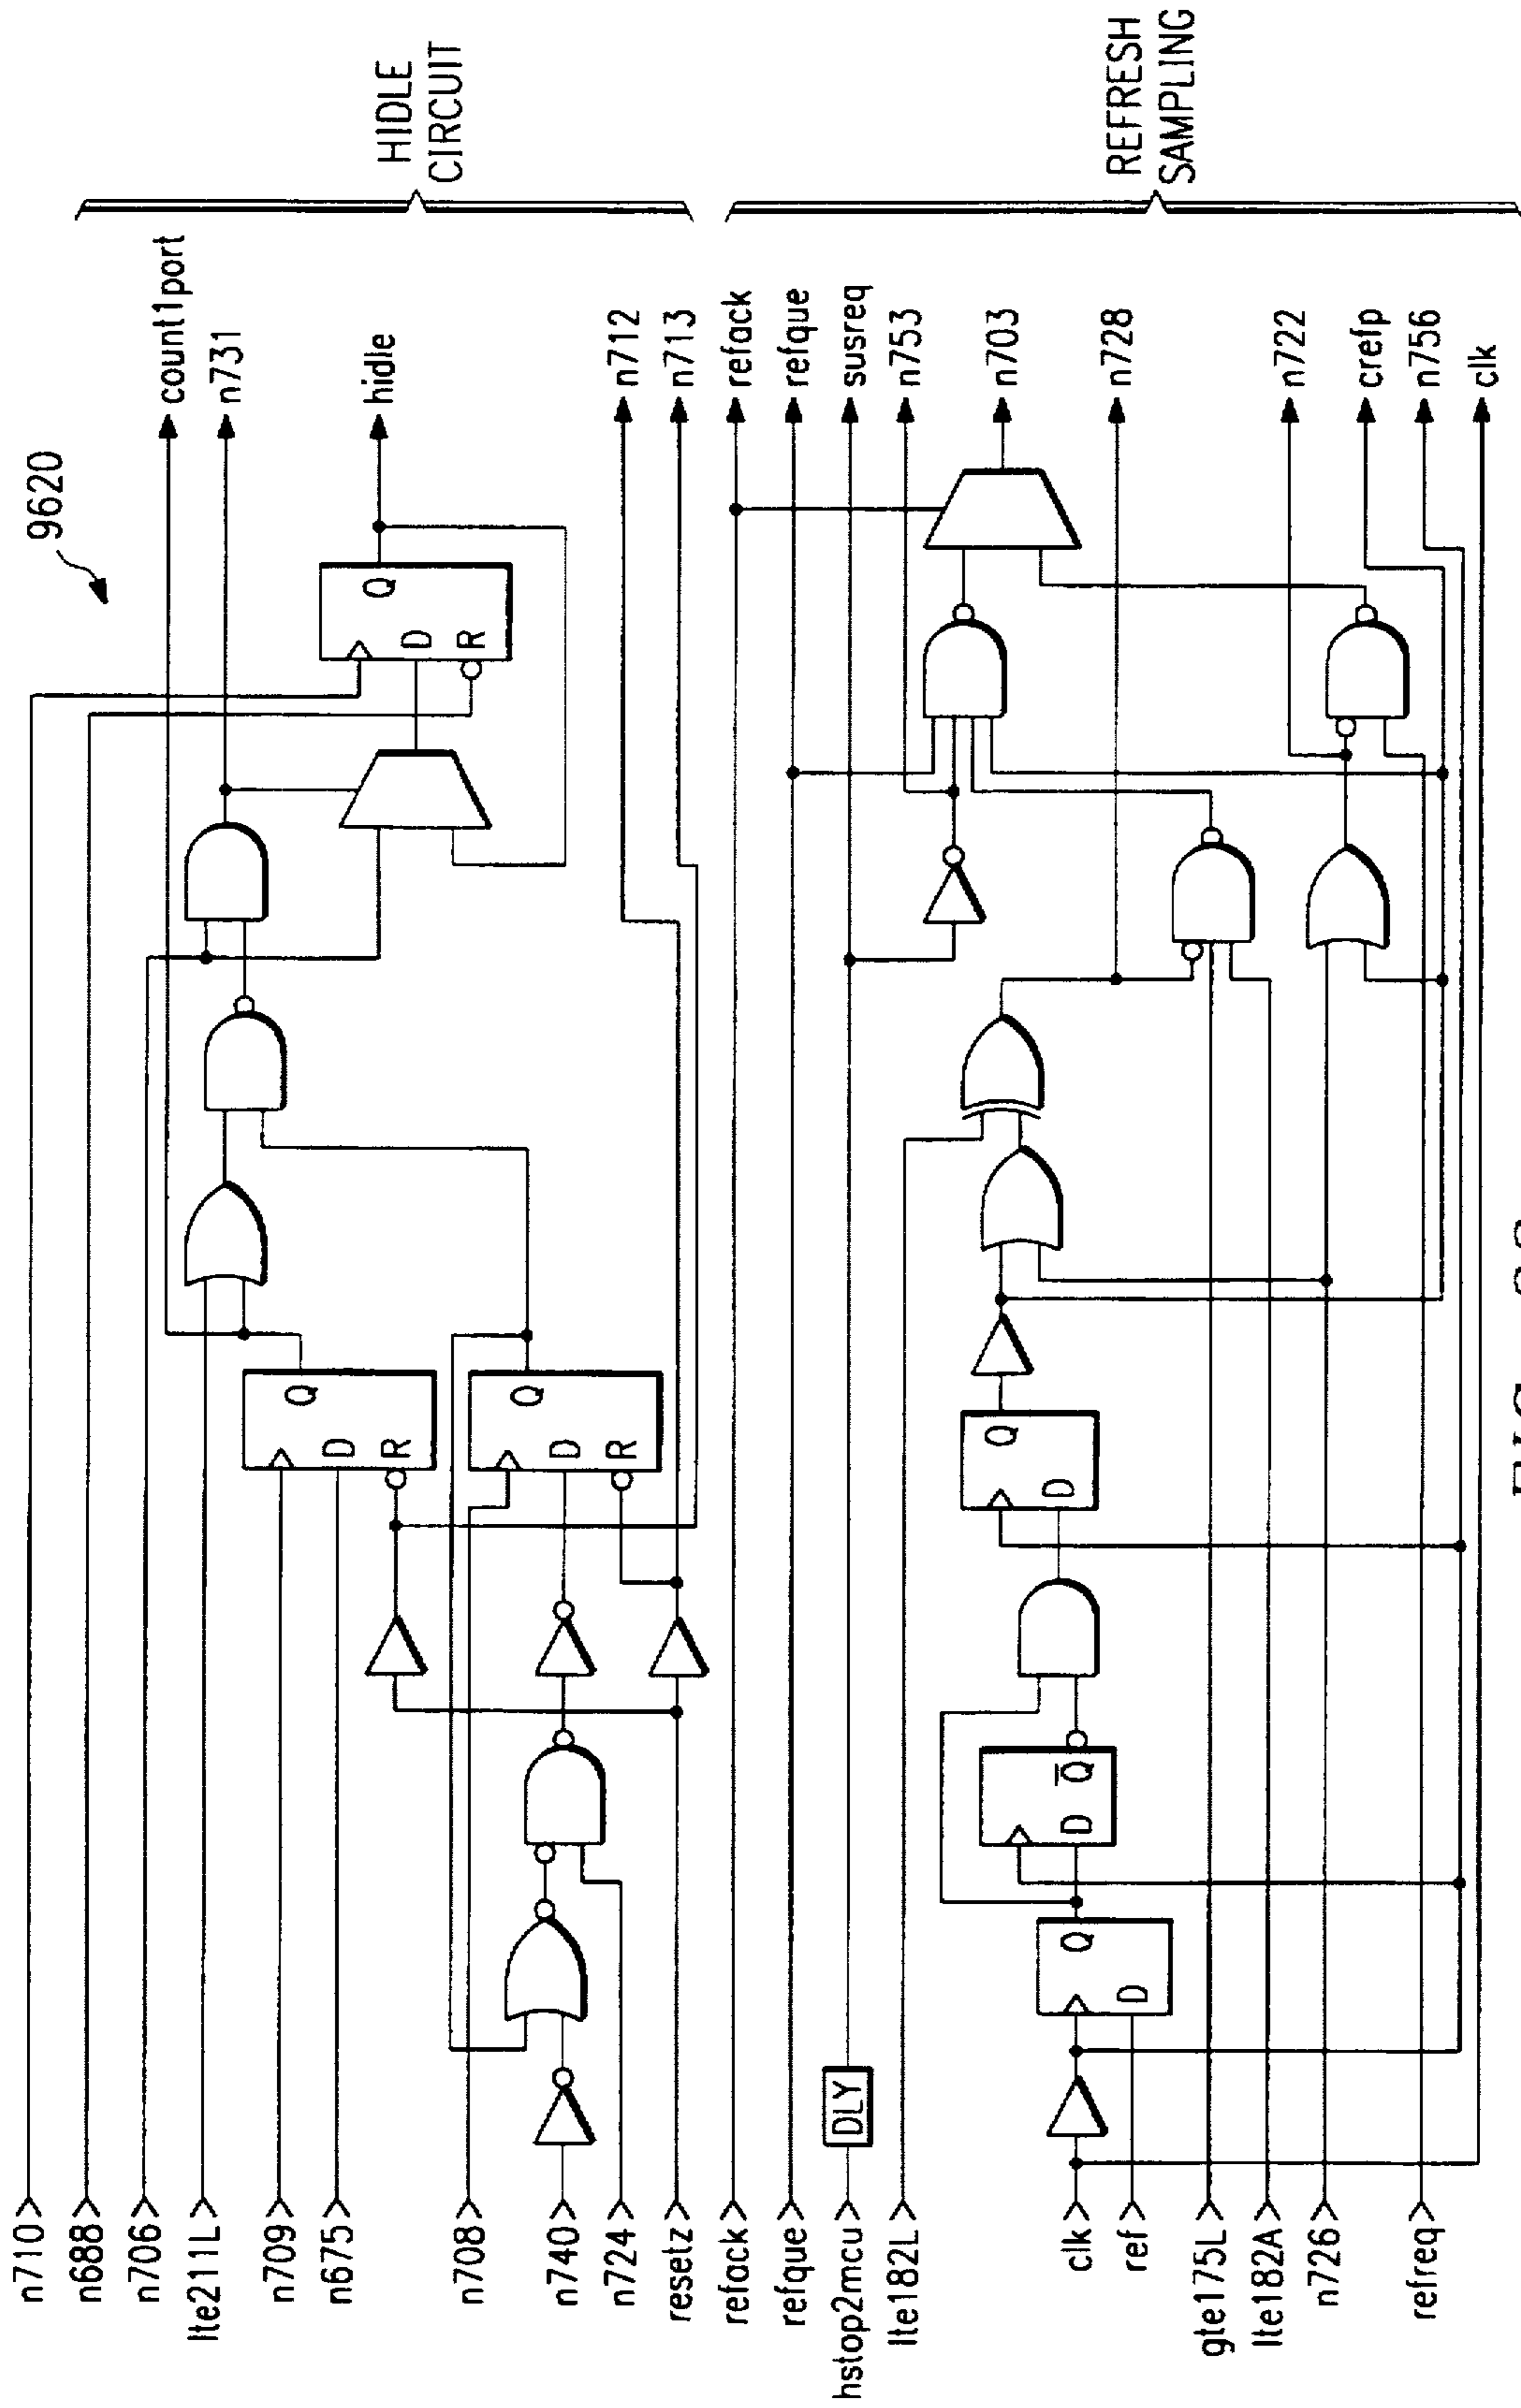 9620
n710
n688
n706
lte211L
n709
n675
n708
n740
n724
resetz
refack
refque
hstop2mcu
lte182L
clk
ref
gte175L
lte182A
n726
refreq
DLY
Q
D
R
Q
D
R
Q
D
R
Q
D
D
Q
Q
D
count1port
n731
hidle
n712
n713
refack
refque
susreq
n753
n703
n728
n722
crefp
n756
clk
HIDLE
CIRCUIT
REFRESH
SAMPLING